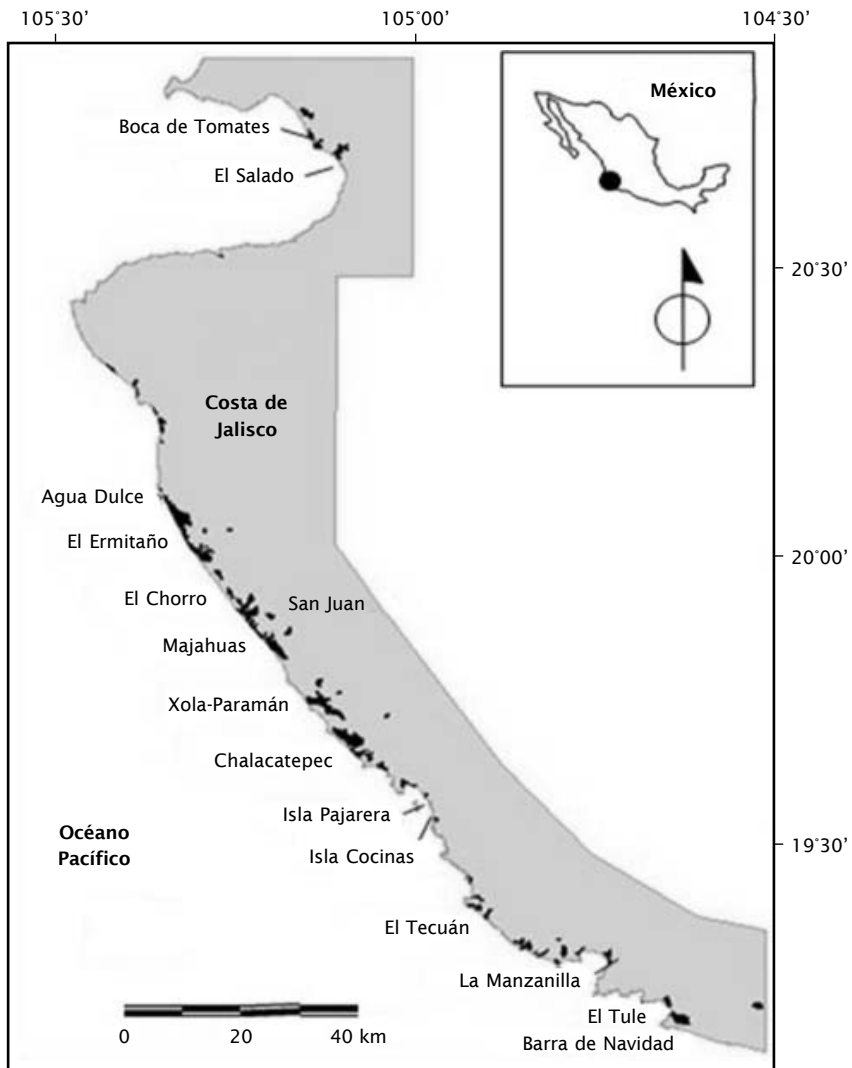 105°30’
105°00’
104°30’
México
Boca de Tomates
El Salado
20°30’
Costa de
Jalisco
Agua Dulce
El Ermitaño
20°00’
El Chorro
San Juan
Majahuas
Xola-Paramán
Chalacatepec
Isla Pajarera
Océano
Pacífico
19°30’
Isla Cocinas
El Tecuán
La Manzanilla
El Tule
Barra de Navidad
0 20 40 km